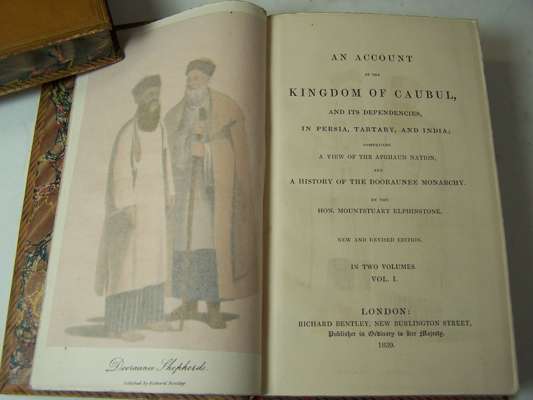 Dooraunee Shepherds.
Published by Richard Bentley
AN ACCOUNT
OF THE
KINGDOM OF CAUBUL,
AND ITS DEPENDENCIES,
IN PERSIA, TARTARY, AND INDIA;
COMPRISING
A VIEW OF THE AFGHAUN NATION,
AND
A HISTORY OF THE DOORAUNEE MONARCHY.
BY THE
HON. MOUNTSTUART ELPHINSTONE.
NEW AND REVISED EDITION.
IN TWO VOLUMES.
VOL. I.
LONDON:
RICHARD BENTLEY, NEW BURLINGTON STREET,
Publisher in Ordinary to Her Majesty.
1839.